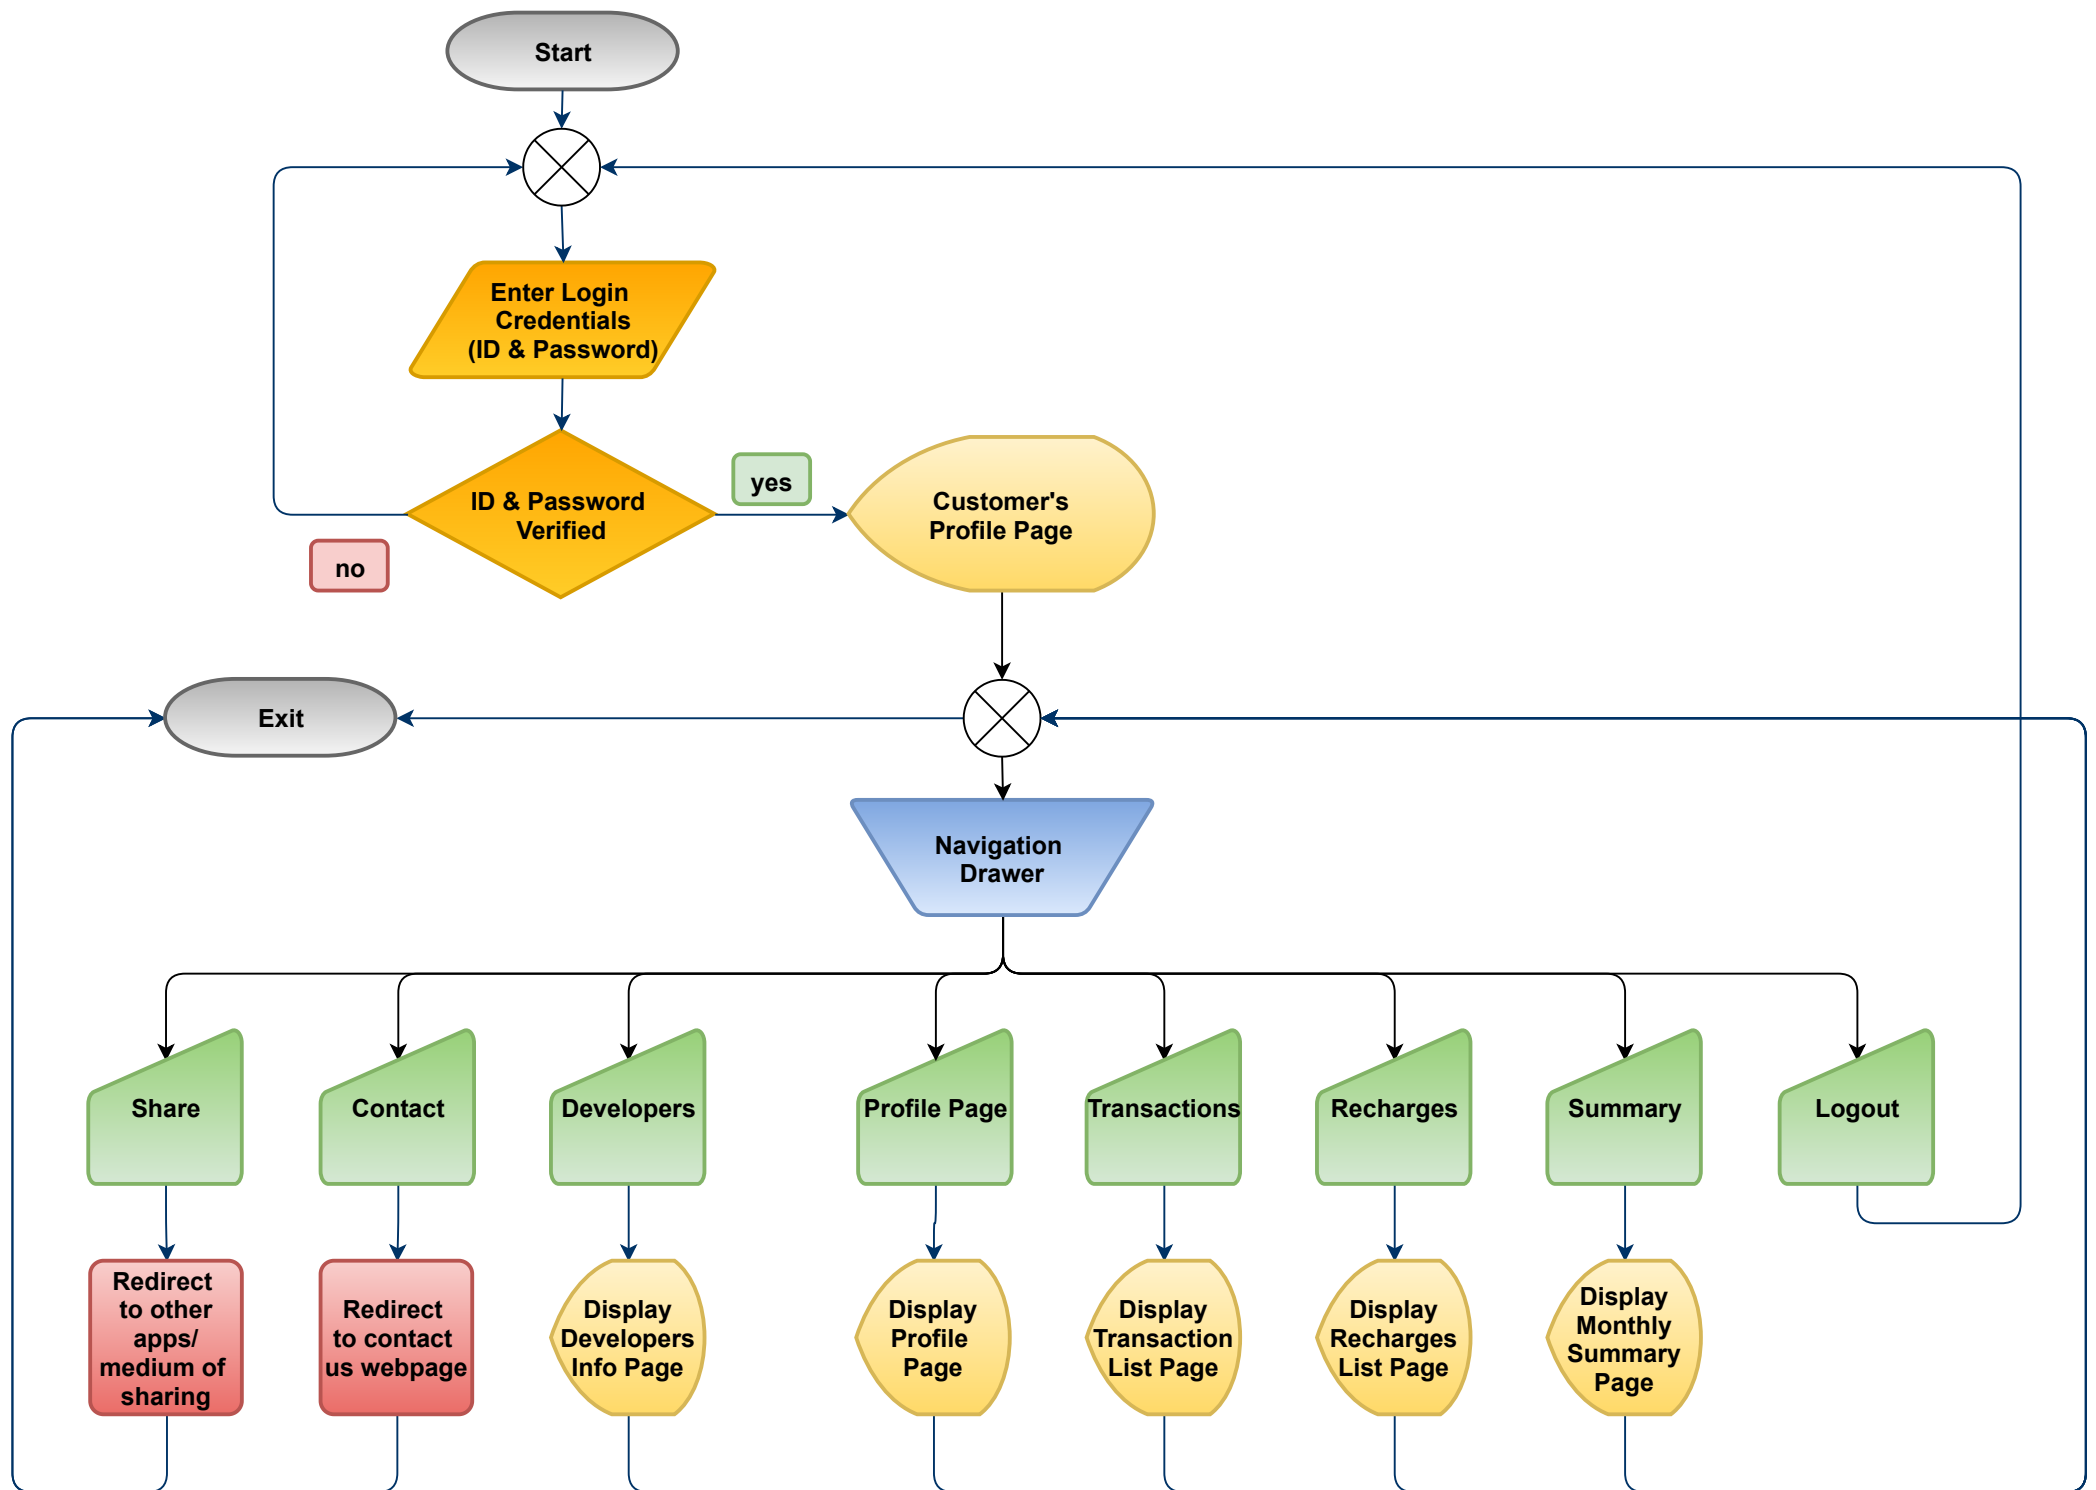 Start
Enter Login
Credentials
(ID & Password)
ID & Password
Verified
yes
no
Customer's
Profile Page
Exit
Navigation
Drawer
Share
Contact
Developers
Profile Page
Transactions
Recharges
Summary
Logout
Redirect
to other
apps/
medium of
sharing
Redirect
to contact
us webpage
Display
Developers
Info Page
Display
Profile
Page
Display
Transaction
List Page
Display
Recharges
List Page
Display
Monthly
Summary
Page